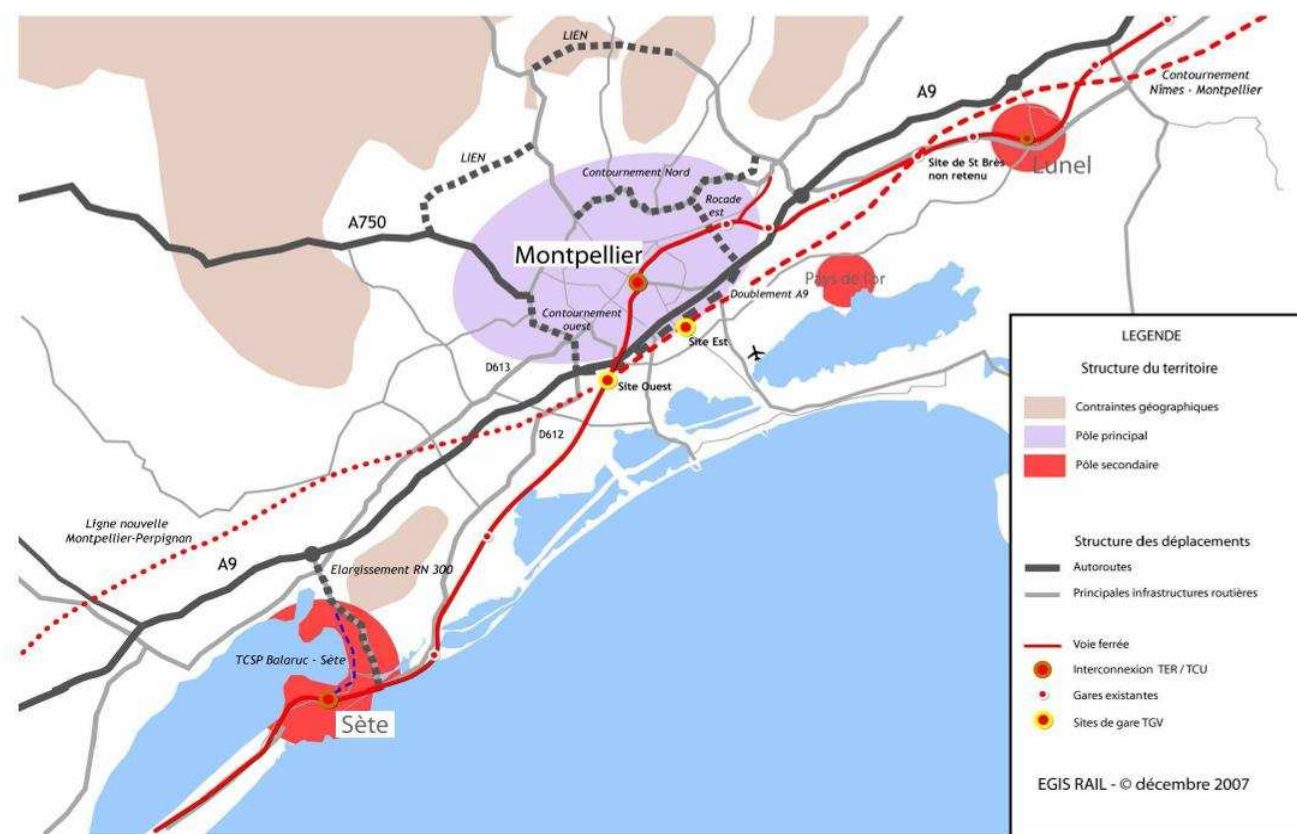 LIEN
A9
Contournement
Nîmes - Montpellier
LIEN
Contournement Nord
Site de St Brès
non retenu
Lunel
Rocade
est
A750
Montpellier
Pays de l'or
Doublement A9
Contournement
ouest
Site Est
D613
Site Ouest
D612
Ligne nouvelle
Montpellier-Perpignan
A9
Elargissement RN 300
TCSP Balaruc - Sète
Sète
LEGENDE
Structure du territoire
Contraintes géographiques
Pôle principal
Pôle secondaire
Structure des déplacements
Autoroutes
Principales infrastructures routières
Voie ferrée
Interconnexion TER / TCU
Gares existantes
Sites de gare TGV
EGIS RAIL - © décembre 2007